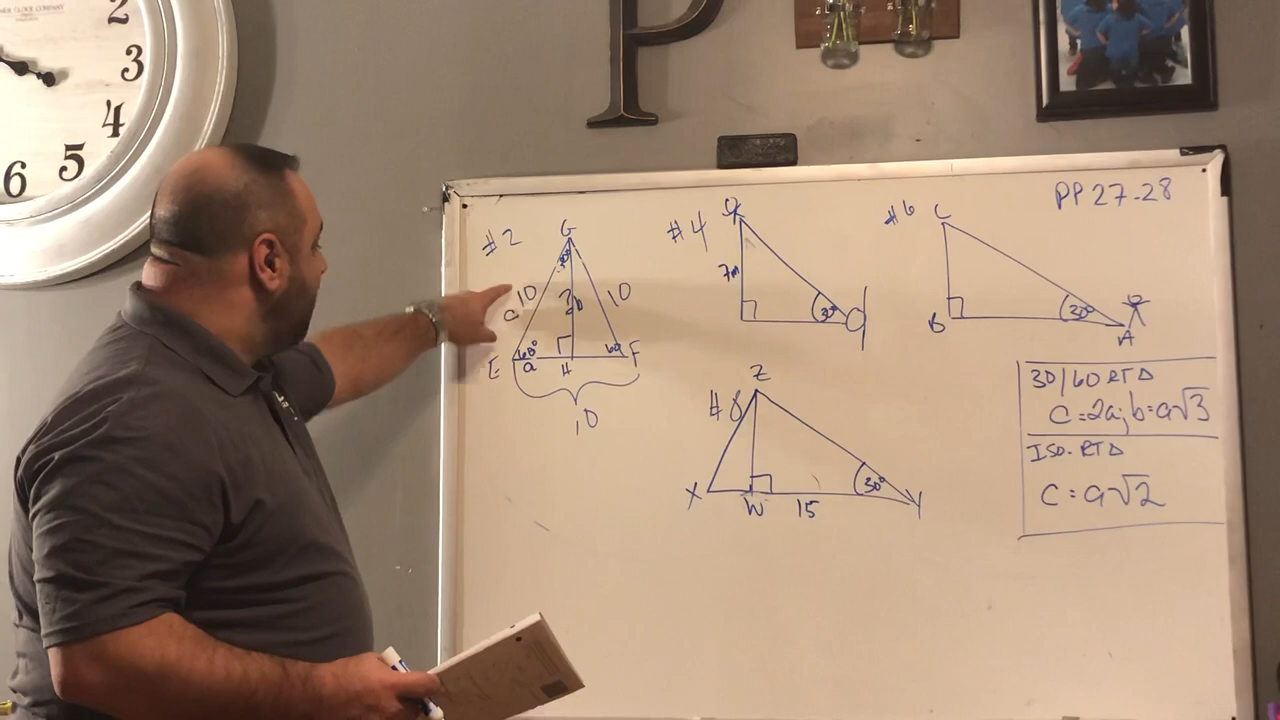 2
3
4
5
6
P
PP 27-28
#2
G
30°
10
c
?
b
10
E
60°
a
H
60
F
10
#4
7m
30°
#6
C
B
30°
A
30/60 RT △
C=2a; b=a√3
ISO. RT △
C=a√2
#8
Z
X
W
15
30°
Y